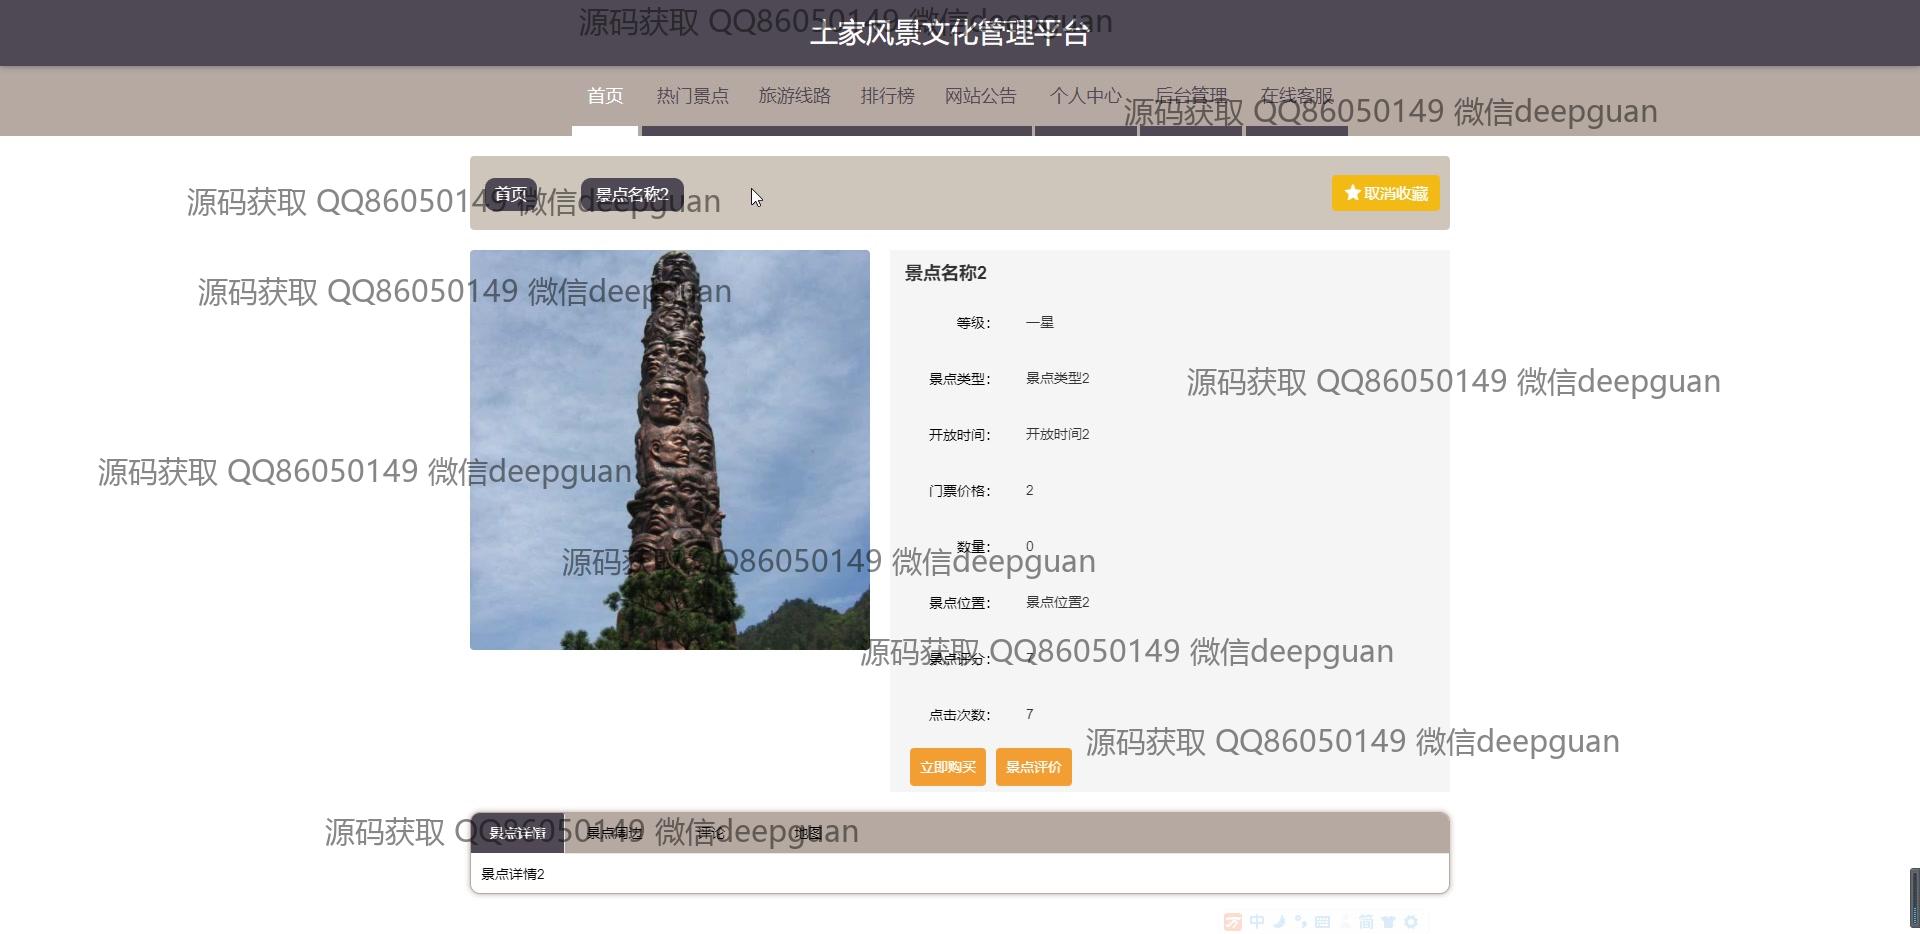 源码获取 QQ86050149 微信deepguan
土家风景文化管理平台
首页 热门景点 旅游线路 排行榜 网站公告 个人中心 后台管理 在线客服
源码获取 QQ86050149 微信deepguan
首页 景点名称2 取消收藏
源码获取 QQ86050149 微信deepguan
景点名称2
源码获取 QQ86050149 微信deepguan
等级： 一星
景点类型： 景点类型2
源码获取 QQ86050149 微信deepguan
开放时间： 开放时间2
源码获取 QQ86050149 微信deepguan
门票价格： 2
数量： 0
源码获取 QQ86050149 微信deepguan
景点位置： 景点位置2
景点评分： 7
源码获取 QQ86050149 微信deepguan
点击次数： 7
源码获取 QQ86050149 微信deepguan
立即购买 景点评价
景点详情 景点周边 评论 地图
源码获取 QQ86050149 微信deepguan
景点详情2
中 简